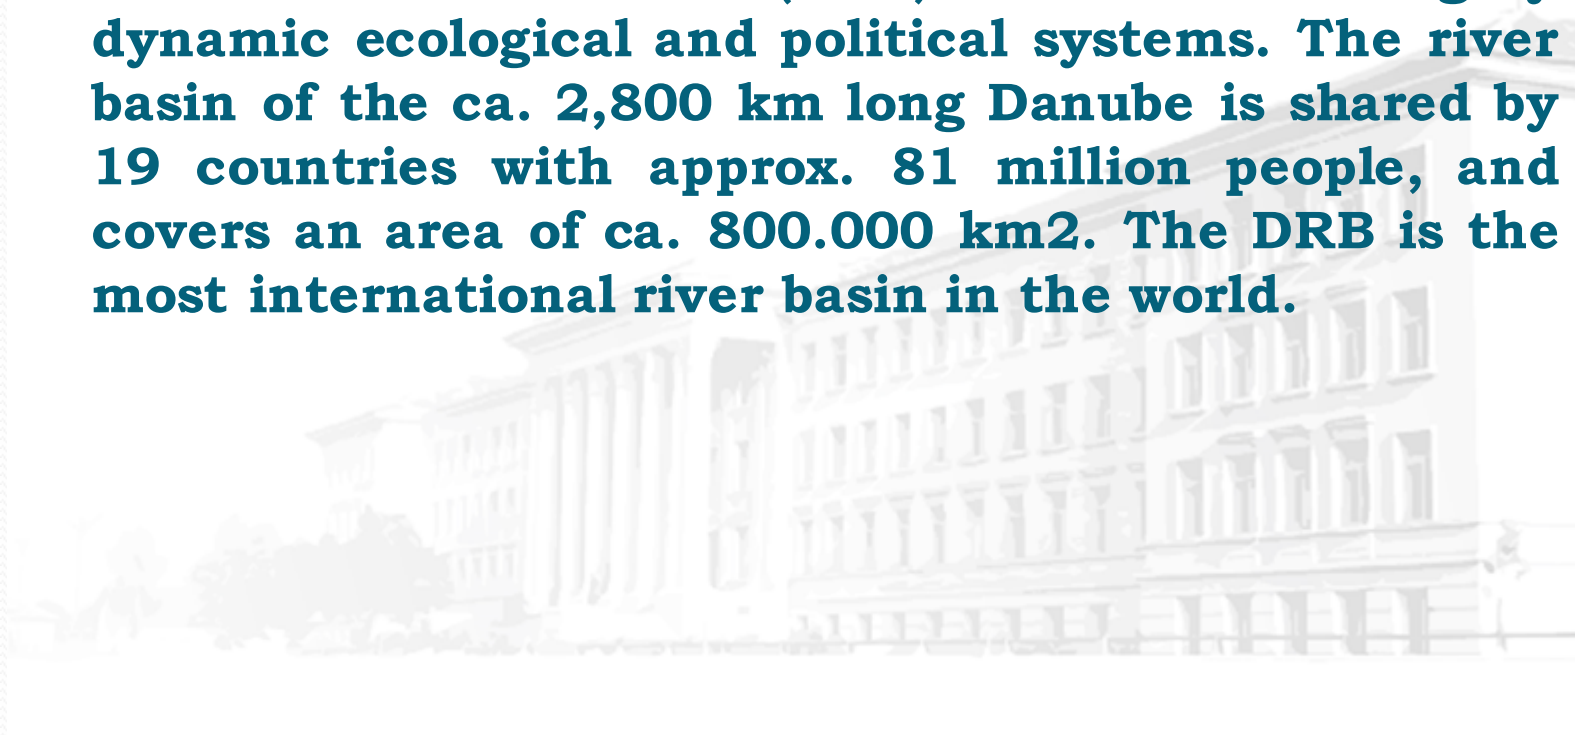 dynamic ecological and political systems. The river
basin of the ca. 2,800 km long Danube is shared by
19 countries with approx. 81 million people, and
covers an area of ca. 800.000 km2. The DRB is the
most international river basin in the world.